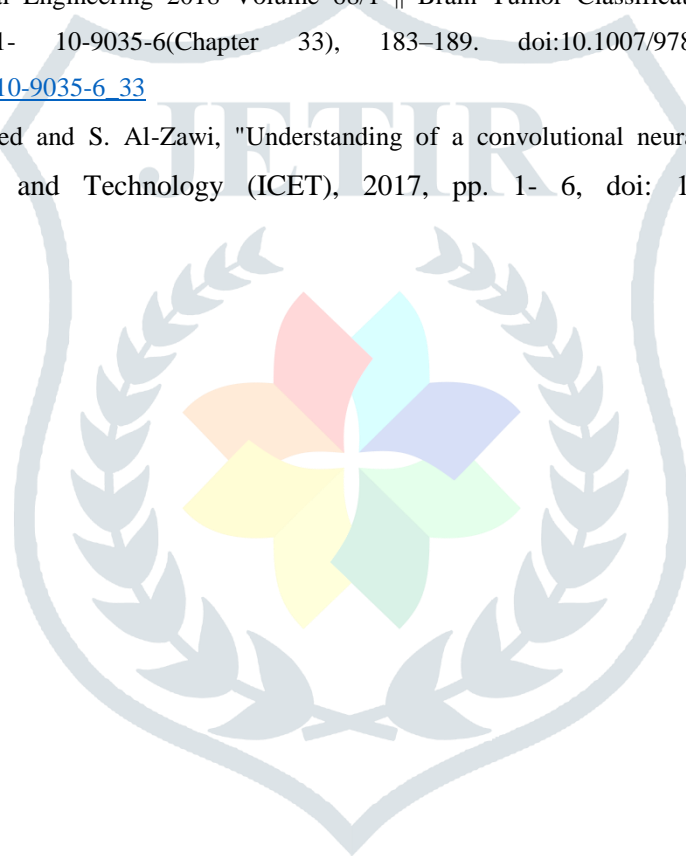 Engineering 2018 Volume 68/1 || Brain Tumor
1- 10-9035-6(Chapter 33), 183–189. doi:10.1007/978
10-9035-6_33
ed and S. Al-Zawi, "Understanding of a convolutional
and Technology (ICET), 2017, pp. 1- 6, doi: 1
JETIR